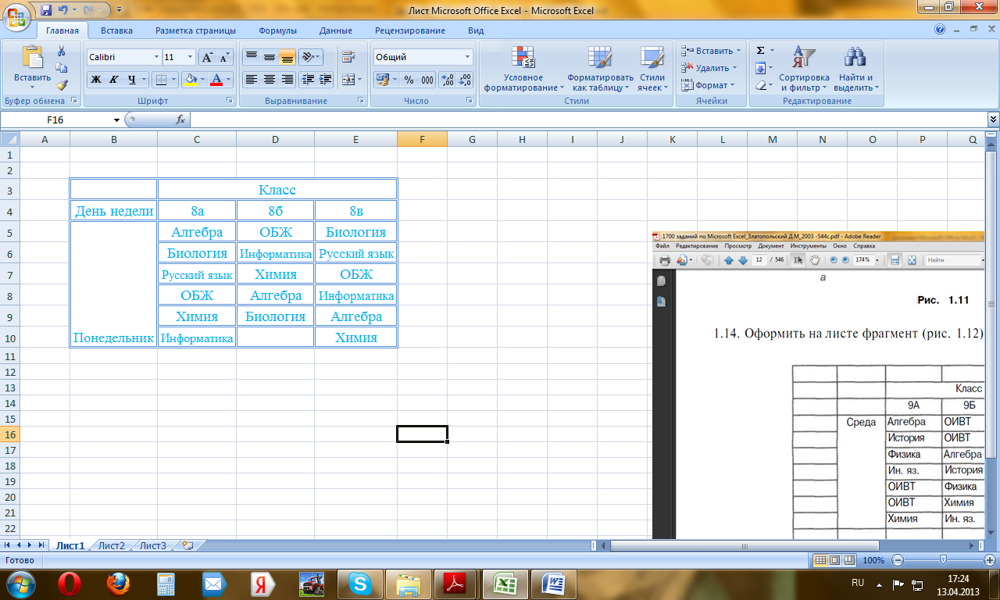 Лист Microsoft Office Excel - Microsoft Excel
Главная Вставка Разметка страницы Формулы Данные Рецензирование Вид
Вставить
Calibri 11
Общий
Ж К Ч
% 000
Условное форматирование
Форматировать как таблицу
Стили ячеек
Вставить
Удалить
Формат
Σ
Сортировка и фильтр
Найти и выделить
Буфер обмена Шрифт Выравнивание Число Стили Ячейки Редактирование
F16 fx
A B C D E F G H I J K L M N O P Q
1
2
3 Класс
4 День недели 8а 8б 8в
5 Алгебра ОБЖ Биология
6 Биология Информатика Русский язык
7 Русский язык Химия ОБЖ
8 ОБЖ Алгебра Информатика
9 Химия Биология Алгебра
10 Понедельник Информатика Химия
11
12
13
14
15
16
17
18
19
20
21
22
1700 заданий по Microsoft Excel_Златопольский Д.М_2003 -544с.pdf - Adobe Reader
Файл Редактирование Просмотр Документ Инструменты Окно Справка
12 / 546 174% Найти
а
Рис. 1.11
1.14. Оформить на листе фрагмент (рис. 1.12)
Класс
9А 9Б
Среда Алгебра ОИВТ
История ОИВТ
Физика Алгебра
Ин. яз. История
ОИВТ Физика
ОИВТ Химия
Химия Ин. яз.
Лист1 Лист2 Лист3
Готово 100%
RU 17:24
13.04.2013